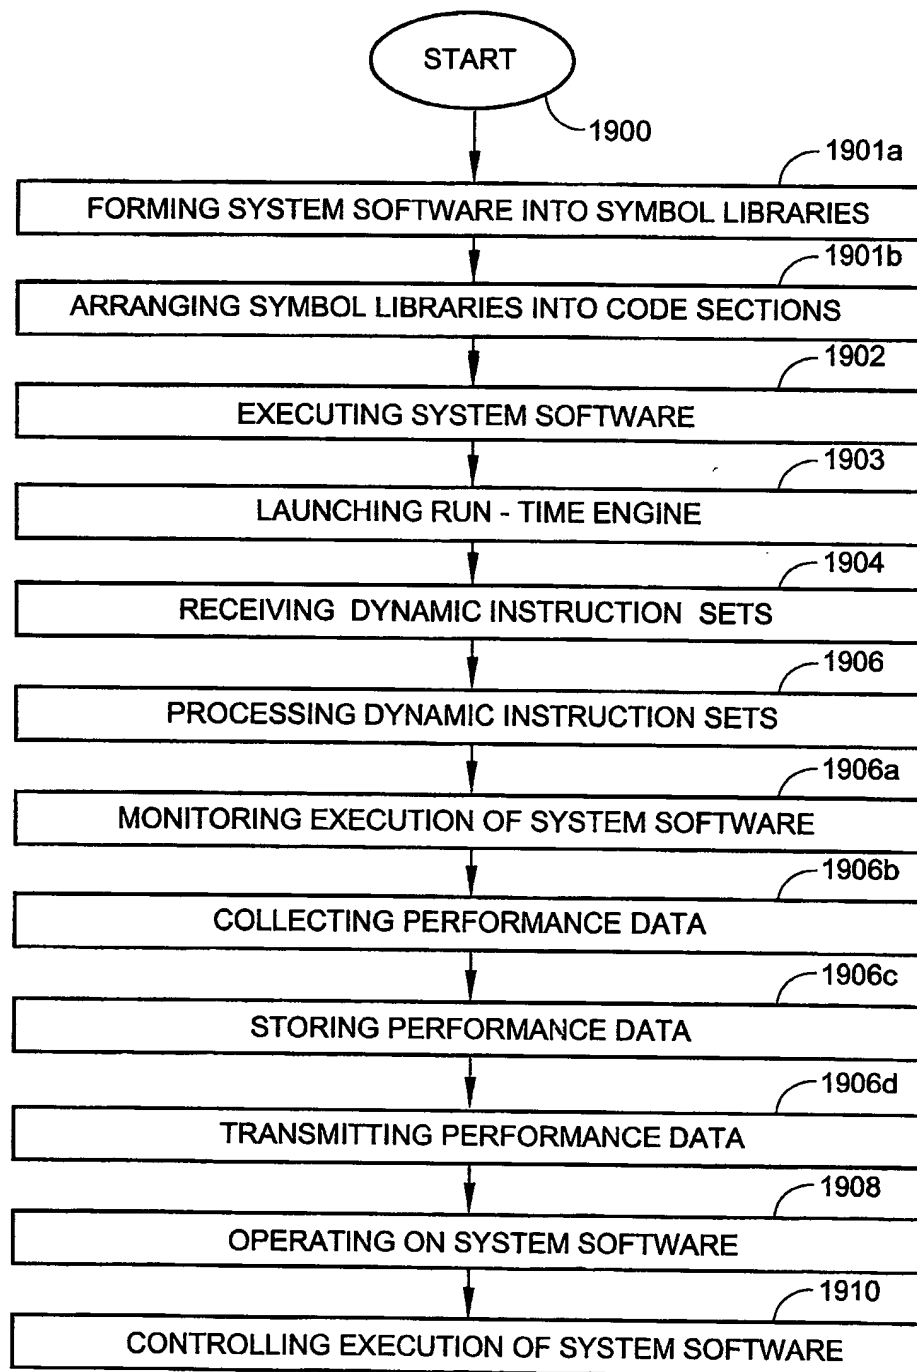 START
1900
1901a
FORMING SYSTEM SOFTWARE INTO SYMBOL LIBRARIES
1901b
ARRANGING SYMBOL LIBRARIES INTO CODE SECTIONS
1902
EXECUTING SYSTEM SOFTWARE
1903
LAUNCHING RUN - TIME ENGINE
1904
RECEIVING DYNAMIC INSTRUCTION SETS
1906
PROCESSING DYNAMIC INSTRUCTION SETS
1906a
MONITORING EXECUTION OF SYSTEM SOFTWARE
1906b
COLLECTING PERFORMANCE DATA
1906c
STORING PERFORMANCE DATA
1906d
TRANSMITTING PERFORMANCE DATA
1908
OPERATING ON SYSTEM SOFTWARE
1910
CONTROLLING EXECUTION OF SYSTEM SOFTWARE